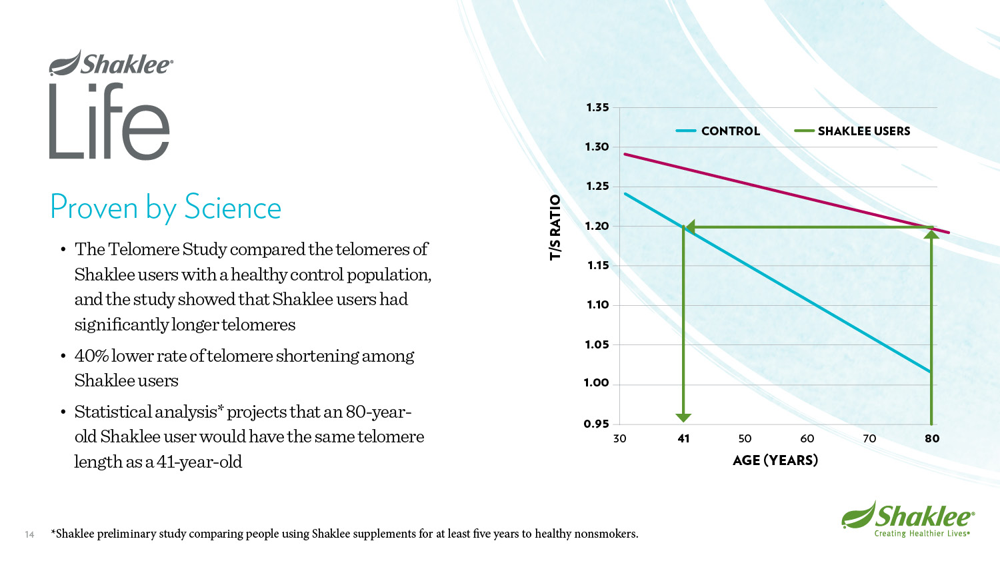 Shaklee®
Life
Proven by Science
• The Telomere Study compared the telomeres of
Shaklee users with a healthy control population,
and the study showed that Shaklee users had
significantly longer telomeres
• 40% lower rate of telomere shortening among
Shaklee users
• Statistical analysis* projects that an 80-year-
old Shaklee user would have the same telomere
length as a 41-year-old
CONTROL SHAKLEE USERS
T/S RATIO
1.35
1.30
1.25
1.20
1.15
1.10
1.05
1.00
0.95
30 41 50 60 70 80
AGE (YEARS)
Shaklee®
Creating Healthier Lives®
14 *Shaklee preliminary study comparing people using Shaklee supplements for at least five years to healthy nonsmokers.